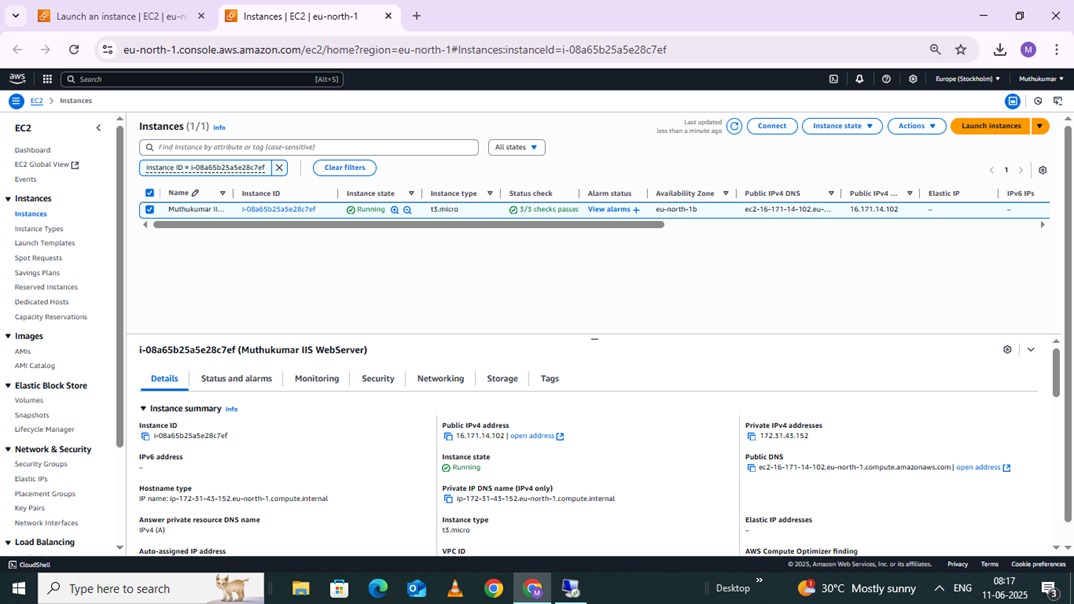 Launch an instance | EC2 | eu-no
Instances | EC2 | eu-north-1
eu-north-1.console.aws.amazon.com/ec2/home?region=eu-north-1#Instances:instanceId=i-08a65b25a5e28c7ef
M
aws
Search
[Alt+S]
Europe (Stockholm)
Muthukumar
EC2 > Instances
EC2
Dashboard
EC2 Global View
Events
Instances
Instances
Instance Types
Launch Templates
Spot Requests
Savings Plans
Reserved Instances
Dedicated Hosts
Capacity Reservations
Images
AMIs
AMI Catalog
Elastic Block Store
Volumes
Snapshots
Lifecycle Manager
Network & Security
Security Groups
Elastic IPs
Placement Groups
Key Pairs
Network Interfaces
Load Balancing
Instances (1/1) Info
Last updated
less than a minute ago
Connect
Instance state
Actions
Launch instances
Find Instance by attribute or tag (case-sensitive)
All states
Instance ID = i-08a65b25a5e28c7ef
Clear filters
1
Name Instance ID Instance state Instance type Status check Alarm status Availability Zone Public IPv4 DNS Public IPv4 ... Elastic IP IPv6 IPs
Muthukumar II... i-08a65b25a5e28c7ef Running t3.micro 3/3 checks passec View alarms + eu-north-1b ec2-16-171-14-102.eu-... 16.171.14.102 – –
i-08a65b25a5e28c7ef (Muthukumar IIS WebServer)
Details Status and alarms Monitoring Security Networking Storage Tags
Instance summary Info
Instance ID
i-08a65b25a5e28c7ef
Public IPv4 address
16.171.14.102 | open address
Private IPv4 addresses
172.31.43.152
IPv6 address
–
Instance state
Running
Public DNS
ec2-16-171-14-102.eu-north-1.compute.amazonaws.com | open address
Hostname type
IP name: ip-172-31-43-152.eu-north-1.compute.internal
Private IP DNS name (IPv4 only)
ip-172-31-43-152.eu-north-1.compute.internal
Answer private resource DNS name
IPv4 (A)
Instance type
t3.micro
Elastic IP addresses
–
Auto-assigned IP address
VPC ID
AWS Compute Optimizer finding
CloudShell
© 2025, Amazon Web Services, Inc. or its affiliates.
Privacy
Terms
Cookie preferences
Type here to search
Desktop
30°C Mostly sunny
ENG
08:17
11-06-2025
3